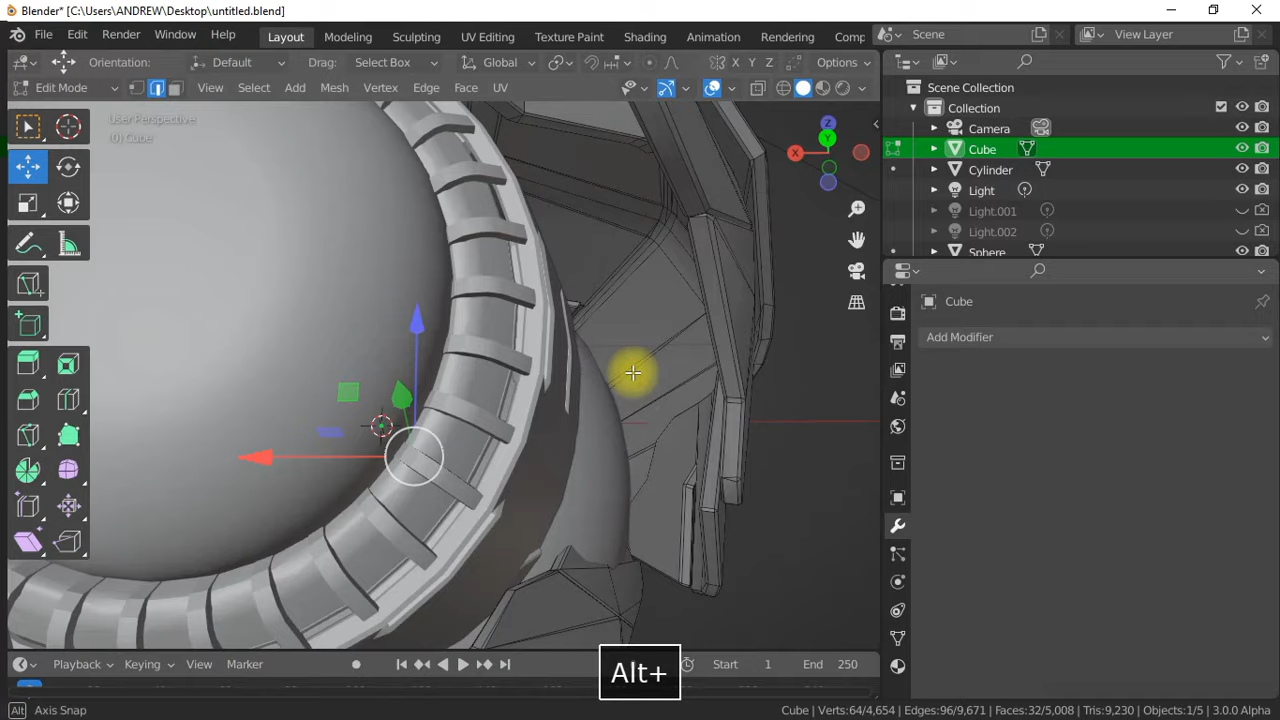 Blender* [C:\Users\ANDREW\Desktop\untitled.blend]
File Edit Render Window Help Layout Modeling Sculpting UV Editing Texture Paint Shading Animation Rendering Comp Scene View Layer
Orientation: Default Drag: Select Box Global X Y Z Options
Edit Mode View Select Add Mesh Vertex Edge Face UV
User Perspective
(0) Cube
Z
Y
X
Scene Collection
Collection
Camera
Cube
Cylinder
Light
Light.001
Light.002
Sphere
Cube
Add Modifier
Playback Keying View Marker Start 1 End 250
Alt+
Alt Axis Snap Cube | Verts:64/4,654 | Edges:96/9,671 | Faces:32/5,008 | Tris:9,230 | Objects:1/5 | 3.0.0 Alpha